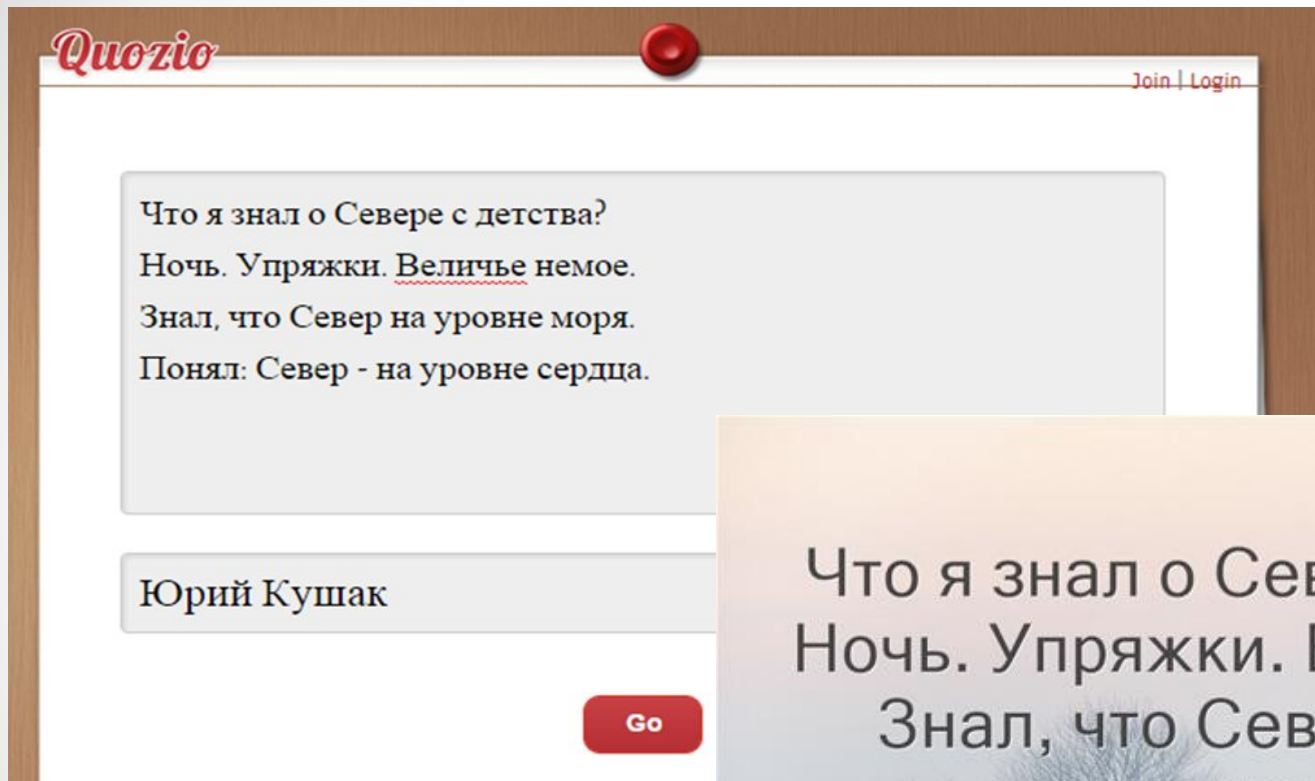 Quozio
Join | Login
Что я знал о Севере с детства?
Ночь. Упряжки. Величье немое.
Знал, что Север на уровне моря.
Понял: Север - на уровне сердца.
Юрий Кушак
Go
Что я знал о Сев
Ночь. Упряжки.
Знал, что Сев